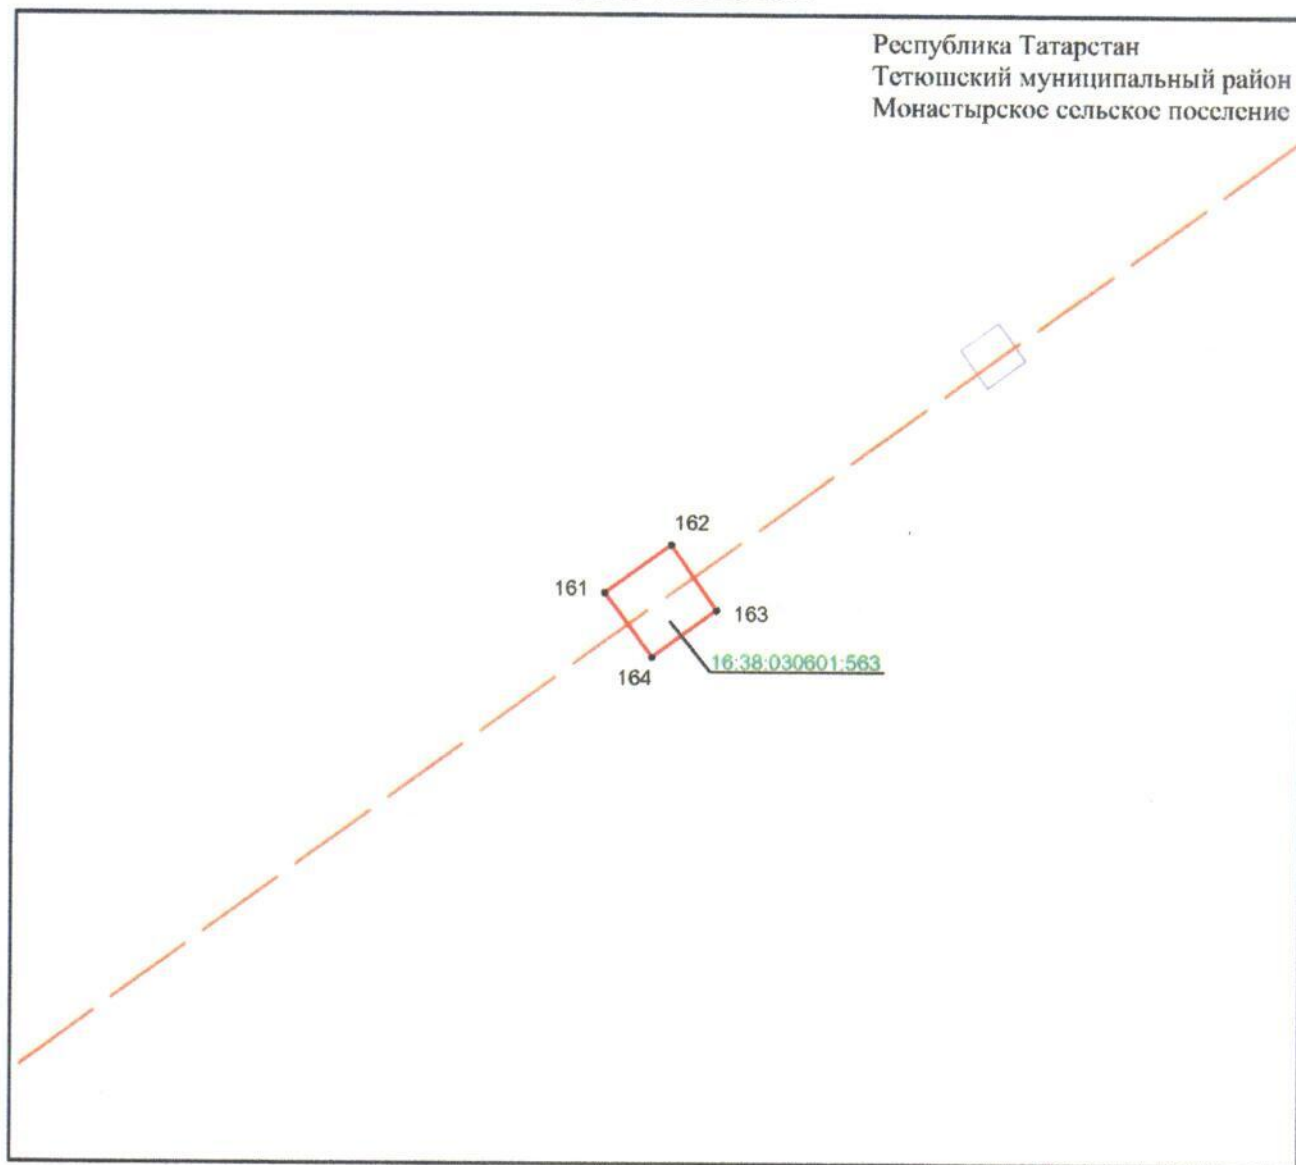 Республика Татарстан
Тетюшский муниципальный район
Монастырское сельское поселение
162
161
163
16:38:030601:563
164